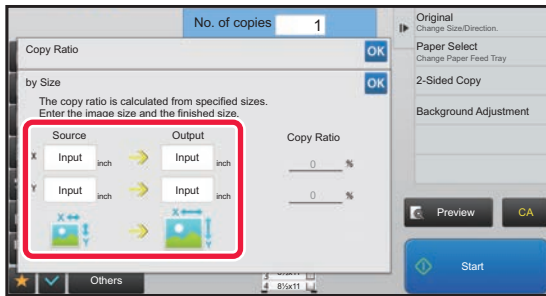 No. of copies 1
Original
Change Size/Direction.
Paper Select
Change Paper Feed Tray
2-Sided Copy
Background Adjustment
Preview
CA
Start
Copy Ratio
OK
by Size
OK
The copy ratio is calculated from specified sizes.
Enter the image size and the finished size.
Source Output Copy Ratio
X Input inch Input inch 0 %
Y Input inch Input inch 0 %
X X
Y Y
Others
4 8½x11